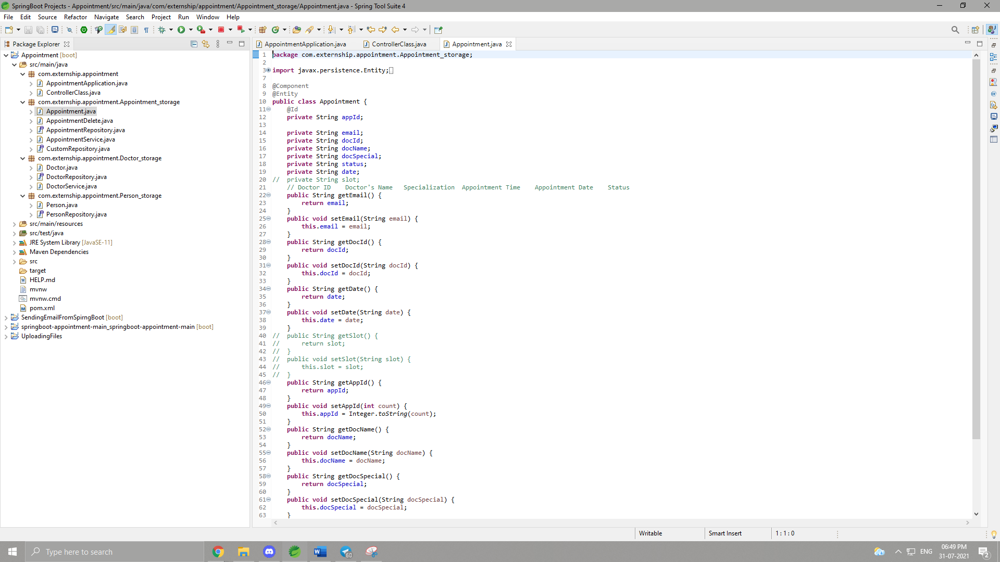 SpringBoot Projects - Appointment/src/main/java/com/externship/appointment/Appointment_storage/Appointment.java - Spring Tool Suite 4
File Edit Source Refactor Navigate Search Project Run Window Help
Package Explorer
Appointment [boot]
src/main/java
com.externship.appointment
AppointmentApplication.java
ControllerClass.java
com.externship.appointment.Appointment_storage
Appointment.java
AppointmentDelete.java
AppointmentRepository.java
AppointmentService.java
CustomRepository.java
com.externship.appointment.Doctor_storage
Doctor.java
DoctorRepository.java
DoctorService.java
com.externship.appointment.Person_storage
Person.java
PersonRepository.java
src/main/resources
src/test/java
JRE System Library [JavaSE-11]
Maven Dependencies
src
target
HELP.md
mvnw
mvnw.cmd
pom.xml
SendingEmailFromSpirngBoot [boot]
springboot-appointment-main_springboot-appointment-main [boot]
UploadingFiles
AppointmentApplication.java ControllerClass.java Appointment.java
1 package com.externship.appointment.Appointment_storage;
2
3 import javax.persistence.Entity;
7
8 @Component
9 @Entity
10 public class Appointment {
11 @Id
12 private String appId;
13
14 private String email;
15 private String docId;
16 private String docName;
17 private String docSpecial;
18 private String status;
19 private String date;
20 // private String slot;
21 // Doctor ID Doctor's Name Specialization Appointment Time Appointment Date Status
22 public String getEmail() {
23 return email;
24 }
25 public void setEmail(String email) {
26 this.email = email;
27 }
28 public String getDocId() {
29 return docId;
30 }
31 public void setDocId(String docId) {
32 this.docId = docId;
33 }
34 public String getDate() {
35 return date;
36 }
37 public void setDate(String date) {
38 this.date = date;
39 }
40 // public String getSlot() {
41 // return slot;
42 // }
43 // public void setSlot(String slot) {
44 // this.slot = slot;
45 // }
46 public String getAppId() {
47 return appId;
48 }
49 public void setAppId(int count) {
50 this.appId = Integer.toString(count);
51 }
52 public String getDocName() {
53 return docName;
54 }
55 public void setDocName(String docName) {
56 this.docName = docName;
57 }
58 public String getDocSpecial() {
59 return docSpecial;
60 }
61 public void setDocSpecial(String docSpecial) {
62 this.docSpecial = docSpecial;
63 }
Writable Smart Insert 1 : 1 : 0
Type here to search
60
ENG
06:49 PM
31-07-2021
2